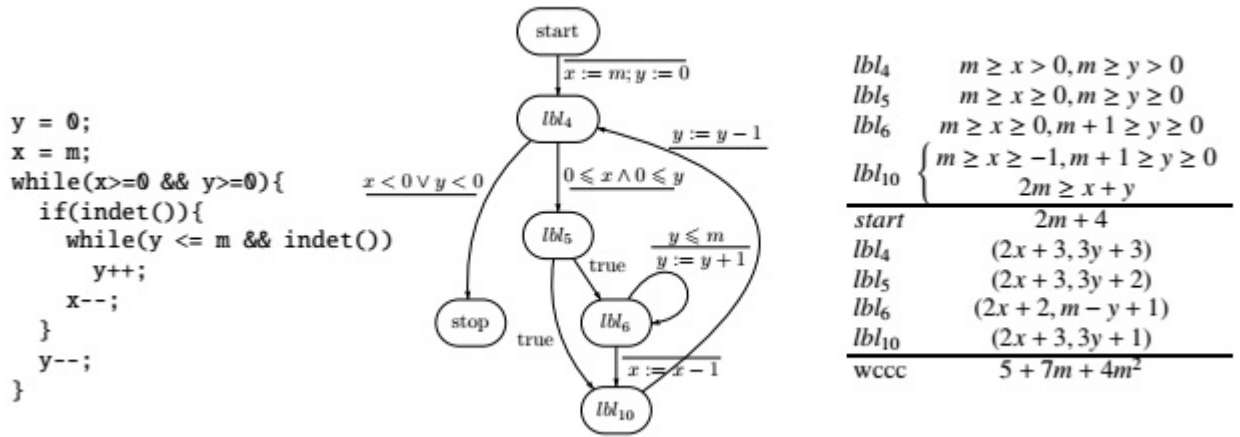 y = 0;
x = m;
while(x>=0 && y>=0){
if(indet()){
while(y <= m && indet())
y++;
x--;
}
y--;
}
start
x := m; y := 0
lbl4
y := y − 1
x < 0 ∨ y < 0
0 ⩽ x ∧ 0 ⩽ y
lbl5
y ⩽ m
y := y + 1
true
stop
lbl6
true
x := x − 1
lbl10
lbl4 m ≥ x > 0, m ≥ y > 0
lbl5 m ≥ x ≥ 0, m ≥ y ≥ 0
lbl6 m ≥ x ≥ 0, m + 1 ≥ y ≥ 0
lbl10 { m ≥ x ≥ −1, m + 1 ≥ y ≥ 0
2m ≥ x + y
start 2m + 4
lbl4 (2x + 3, 3y + 3)
lbl5 (2x + 3, 3y + 2)
lbl6 (2x + 2, m − y + 1)
lbl10 (2x + 3, 3y + 1)
wccc 5 + 7m + 4m²